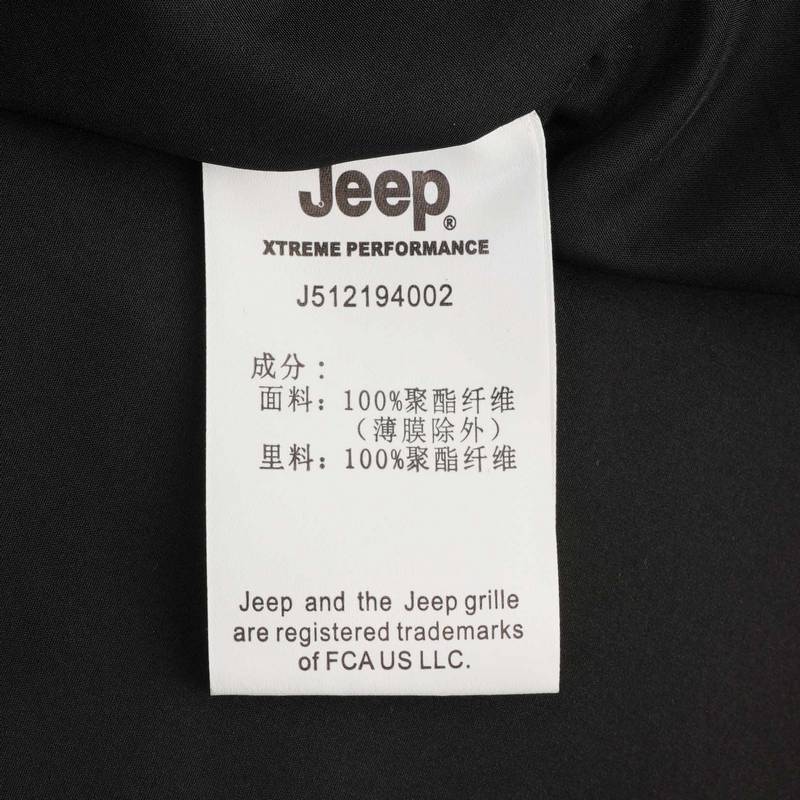 Jeep®
XTREME PERFORMANCE
J512194002
成分：
面料：100%聚酯纤维
（薄膜除外）
里料：100%聚酯纤维
Jeep and the Jeep grille
are registered trademarks
of FCA US LLC.